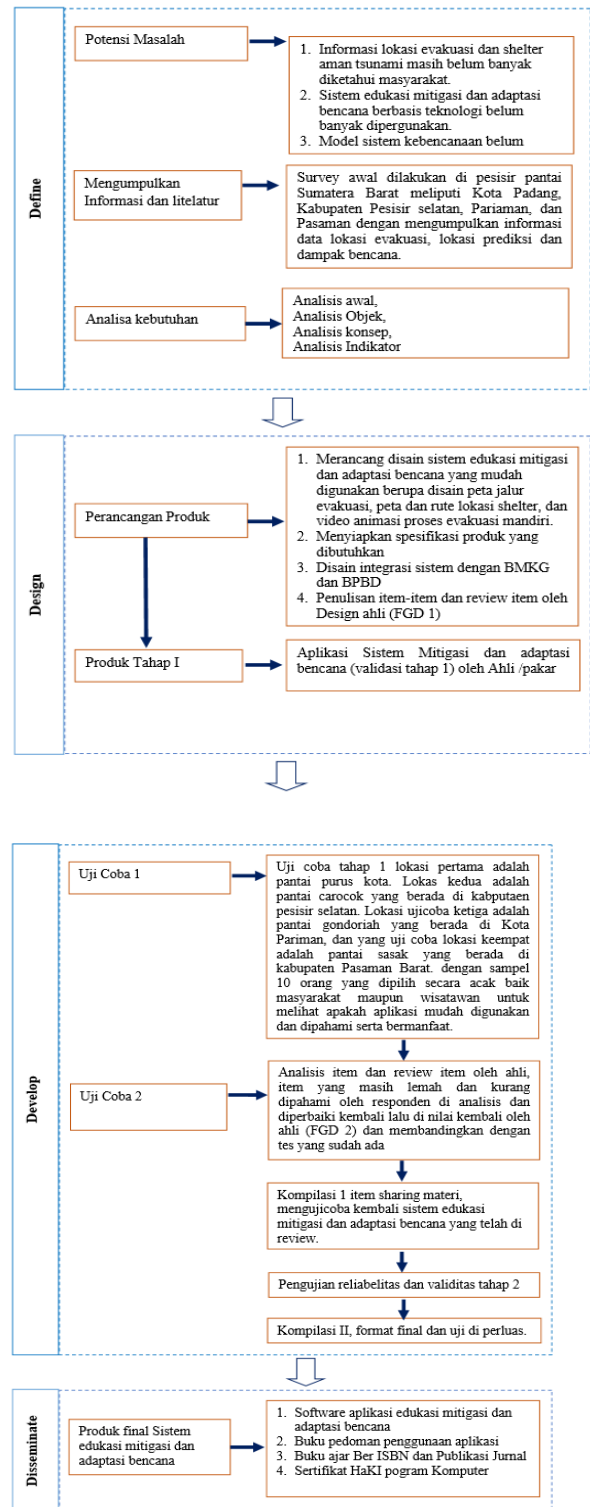 Define
Potensi Masalah
1. Informasi lokasi evakuasi dan shelter
aman tsunami masih belum banyak
diketahui masyarakat.
2. Sistem edukasi mitigasi dan adaptasi
bencana berbasis teknologi belum
banyak dipergunakan.
3. Model sistem kebencanaan belum
Mengumpulkan
Informasi dan litelatur
Survey awal dilakukan di pesisir pantai
Sumatera Barat meliputi Kota Padang,
Kabupaten Pesisir selatan, Pariaman, dan
Pasaman dengan mengumpulkan informasi
data lokasi evakuasi, lokasi prediksi dan
dampak bencana.
Analisa kebutuhan
Analisis awal,
Analisis Objek,
Analisis konsep,
Analisis Indikator
Design
Perancangan Produk
1. Merancang disain sistem edukasi mitigasi
dan adaptasi bencana yang mudah
digunakan berupa disain peta jalur
evakuasi, peta dan rute lokasi shelter, dan
video animasi proses evakuasi mandiri.
2. Menyiapkan spesifikasi produk yang
dibutuhkan
3. Disain integrasi sistem dengan BMKG
dan BPBD
4. Penulisan item-item dan review item oleh
Design ahli (FGD 1)
Produk Tahap I
Aplikasi Sistem Mitigasi dan adaptasi
bencana (validasi tahap 1) oleh Ahli /pakar
Develop
Uji Coba 1
Uji coba tahap 1 lokasi pertama adalah
pantai purus kota. Lokas kedua adalah
pantai carocok yang berada di kabputaen
pesisir selatan. Lokasi ujicoba ketiga adalah
pantai gondoriah yang berada di Kota
Pariman, dan yang uji coba lokasi keempat
adalah pantai sasak yang berada di
kabupaten Pasaman Barat. dengan sampel
10 orang yang dipilih secara acak baik
masyarakat maupun wisatawan untuk
melihat apakah aplikasi mudah digunakan
dan dipahami serta bermanfaat.
Uji Coba 2
Analisis item dan review item oleh ahli,
item yang masih lemah dan kurang
dipahami oleh responden di analisis dan
diperbaiki kembali lalu di nilai kembali oleh
ahli (FGD 2) dan membandingkan dengan
tes yang sudah ada
Kompilasi 1 item sharing materi,
mengujicoba kembali sistem edukasi
mitigasi dan adaptasi bencana yang telah di
review.
Pengujian reliabelitas dan validitas tahap 2
Kompilasi II, format final dan uji di perluas.
Disseminate
Produk final Sistem
edukasi mitigasi dan
adaptasi bencana
1. Software aplikasi edukasi mitigasi dan
adaptasi bencana
2. Buku pedoman penggunaan aplikasi
3. Buku ajar Ber ISBN dan Publikasi Jurnal
4. Sertifikat HaKI pogram Komputer